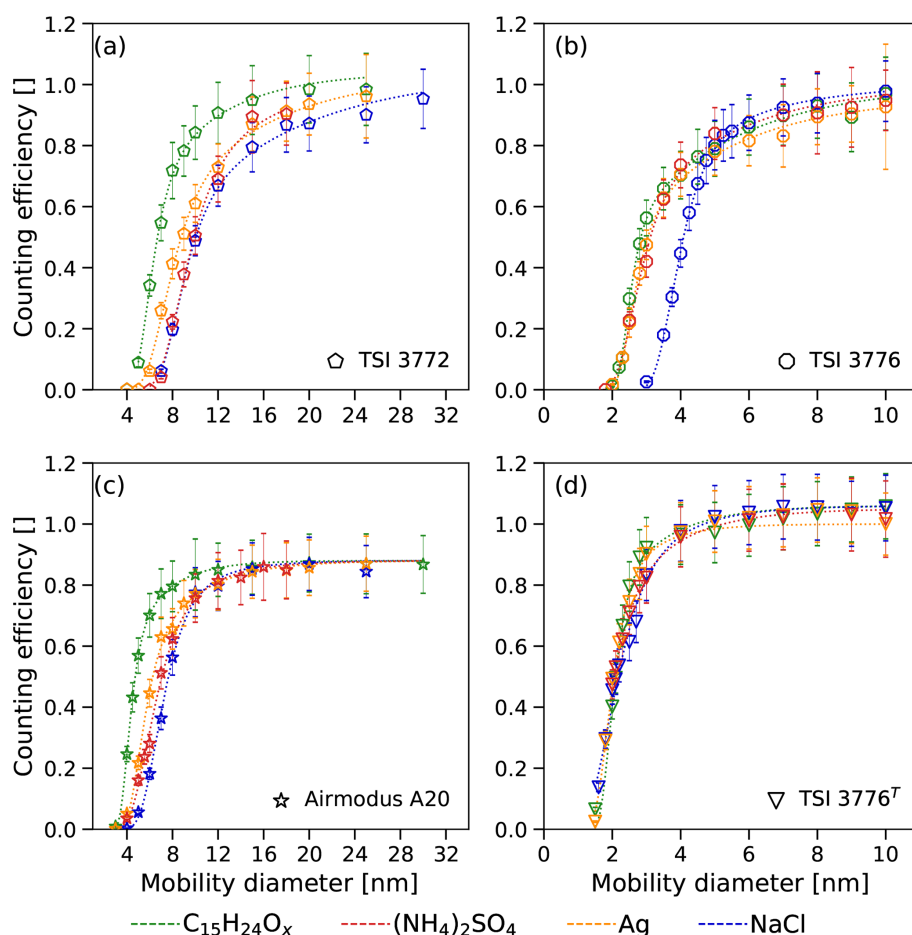 (a)
Counting efficiency []
1.2
1.0
0.8
0.6
0.4
0.2
0.0
4 8 12 16 20 24 28 32
TSI 3772
(b)
1.2
1.0
0.8
0.6
0.4
0.2
0.0
0 2 4 6 8 10
TSI 3776
(c)
Counting efficiency []
1.2
1.0
0.8
0.6
0.4
0.2
0.0
4 8 12 16 20 24 28 32
Airmodus A20
Mobility diameter [nm]
(d)
1.2
1.0
0.8
0.6
0.4
0.2
0.0
0 2 4 6 8 10
TSI 3776ᵀ
Mobility diameter [nm]
C₁₅H₂₄Oₓ (NH₄)₂SO₄ Ag NaCl